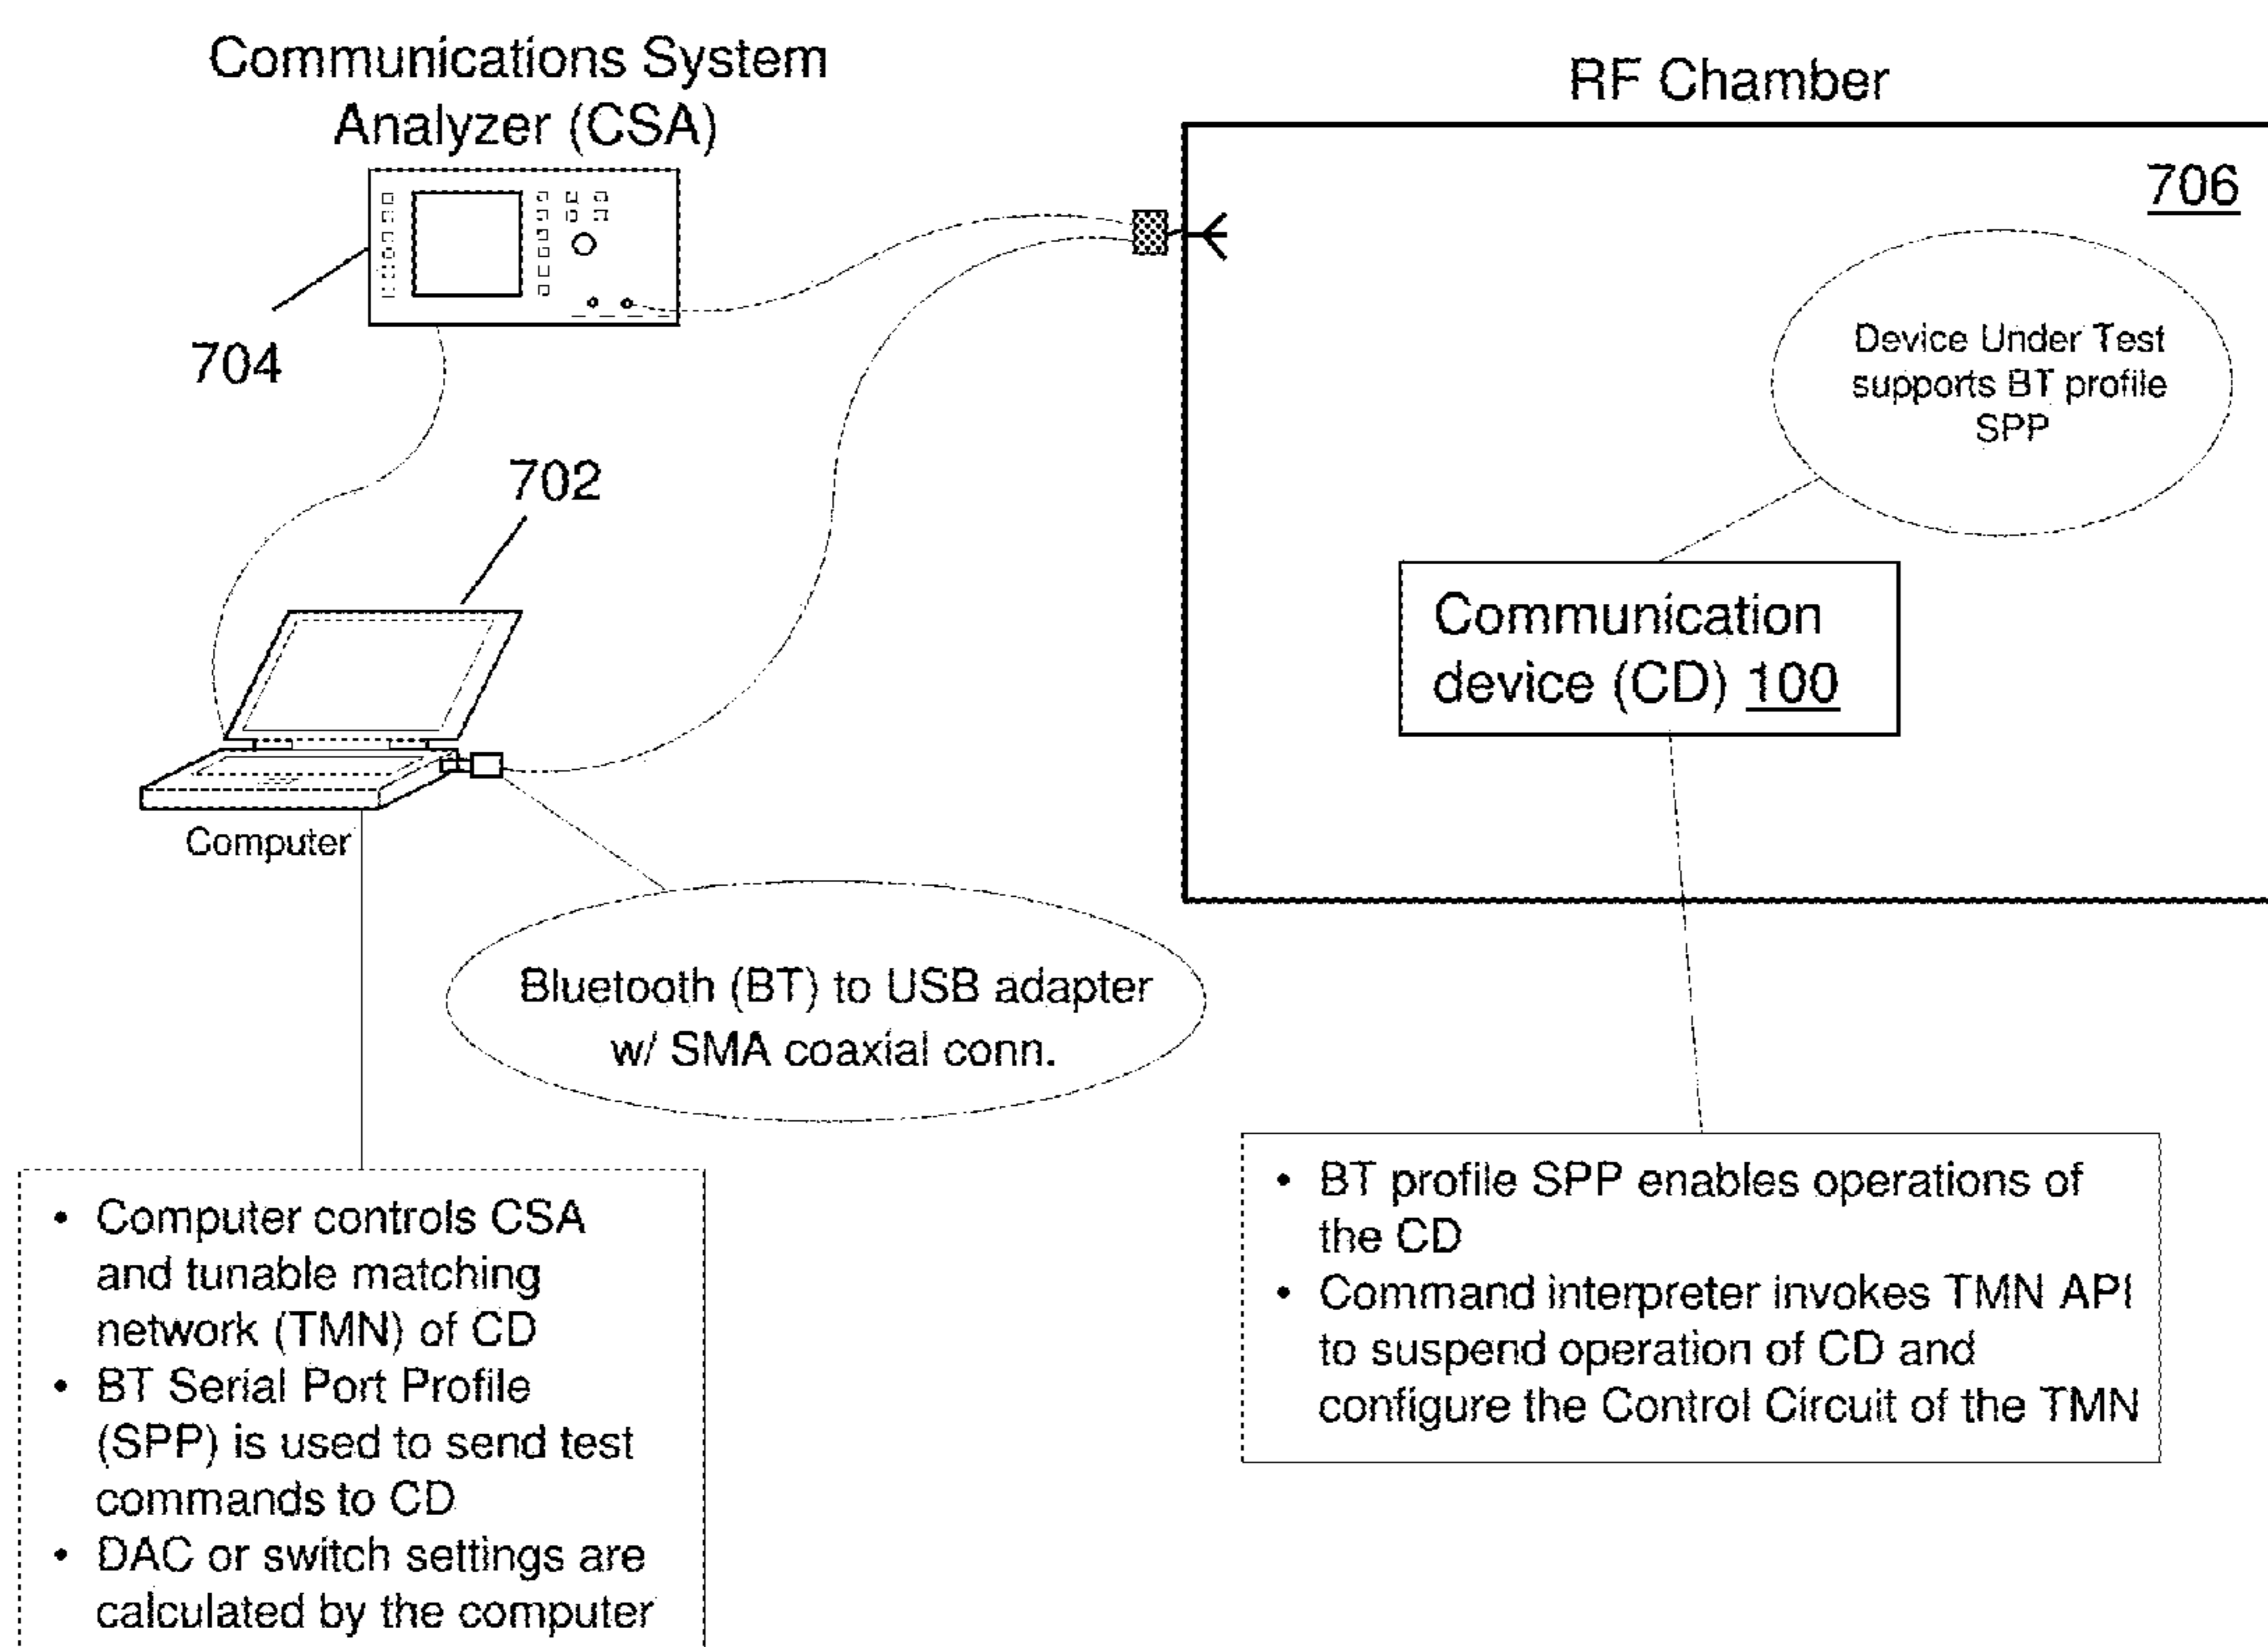 Communications System
Analyzer (CSA)
RF Chamber
706
704
702
Device Under Test
supports BT profile
SPP
Communication
device (CD) 100
Computer
Bluetooth (BT) to USB adapter
w/ SMA coaxial conn.
• Computer controls CSA
and tunable matching
network (TMN) of CD
• BT Serial Port Profile
(SPP) is used to send test
commands to CD
• DAC or switch settings are
calculated by the computer
• BT profile SPP enables operations of
the CD
• Command interpreter invokes TMN API
to suspend operation of CD and
configure the Control Circuit of the TMN